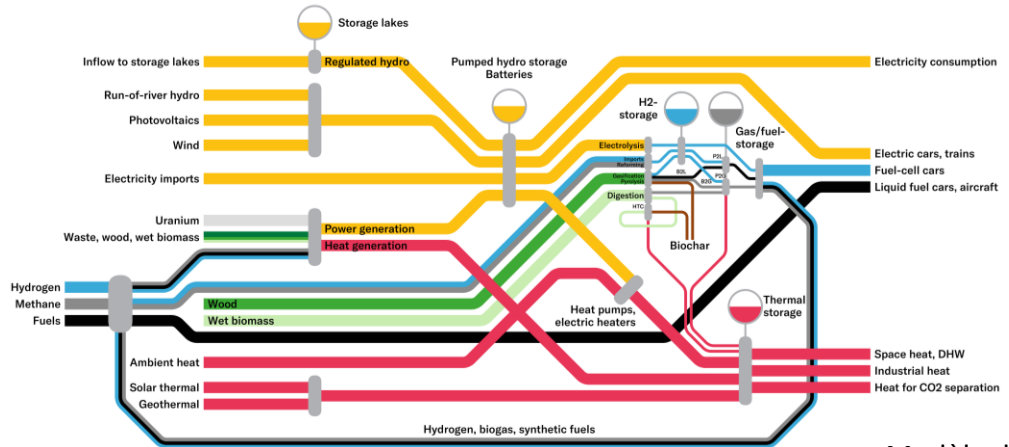 Storage lakes
Inflow to storage lakes
Regulated hydro
Pumped hydro storage
Batteries
Electricity consumption
Run-of-river hydro
Photovoltaics
Wind
H2-
storage
Gas/fuel-
storage
Electrolysis
Imports
Reforming
P2L
B2L
Gasification
Pyrolysis
P2G
B2G
Digestion
HTC
Biochar
Electricity imports
Electric cars, trains
Fuel-cell cars
Liquid fuel cars, aircraft
Uranium
Waste, wood, wet biomass
Power generation
Heat generation
Hydrogen
Methane
Fuels
Wood
Wet biomass
Heat pumps,
electric heaters
Thermal
storage
Ambient heat
Solar thermal
Geothermal
Space heat, DHW
Industrial heat
Heat for CO2 separation
Hydrogen, biogas, synthetic fuels